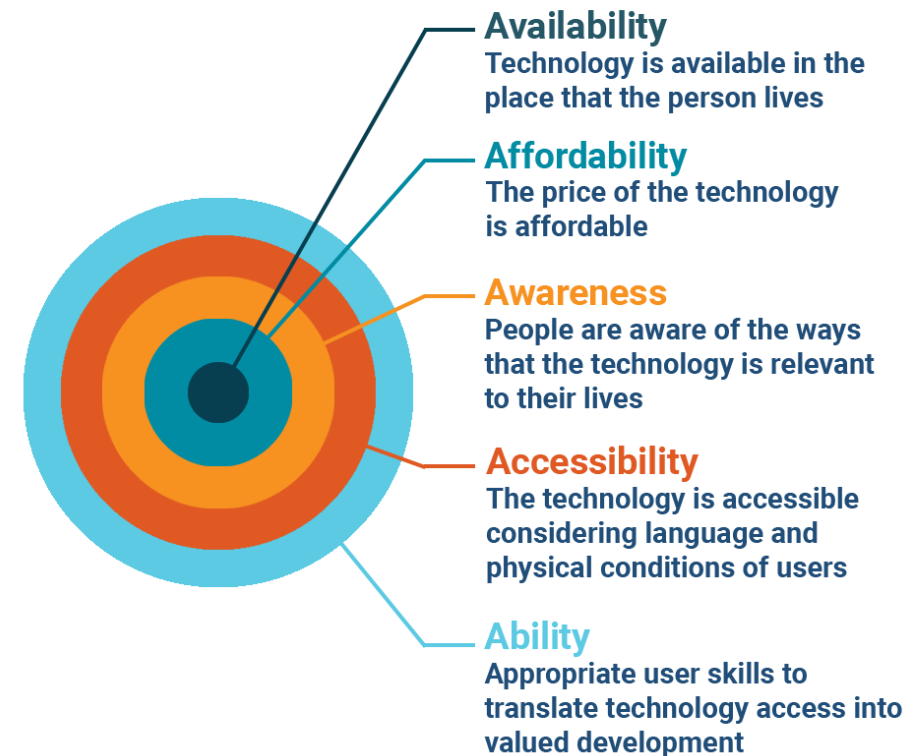 Availability
Technology is available in the
place that the person lives
Affordability
The price of the technology
is affordable
Awareness
People are aware of the ways
that the technology is relevant
to their lives
Accessibility
The technology is accessible
considering language and
physical conditions of users
Ability
Appropriate user skills to
translate technology access into
valued development